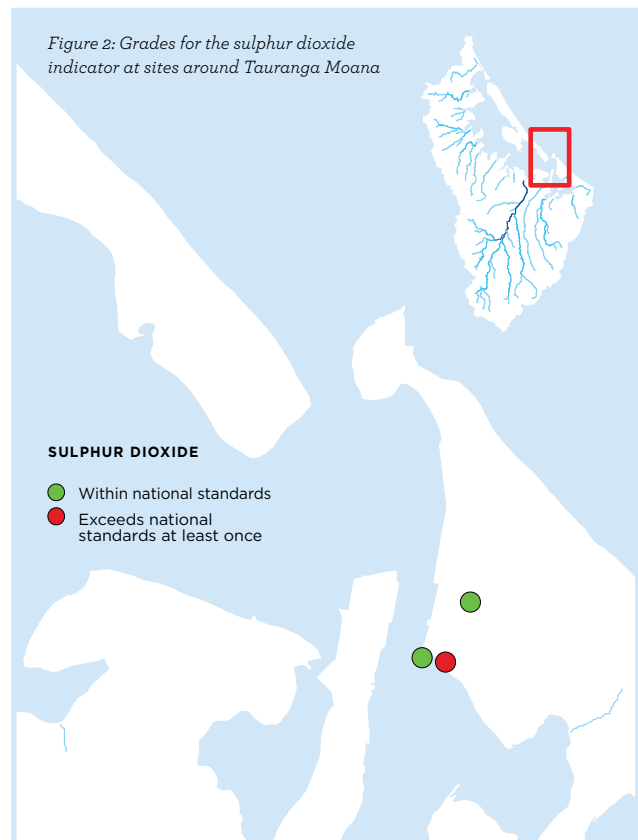 Figure 2: Grades for the sulphur dioxide
indicator at sites around Tauranga Moana
SULPHUR DIOXIDE
Within national standards
Exceeds national
standards at least once